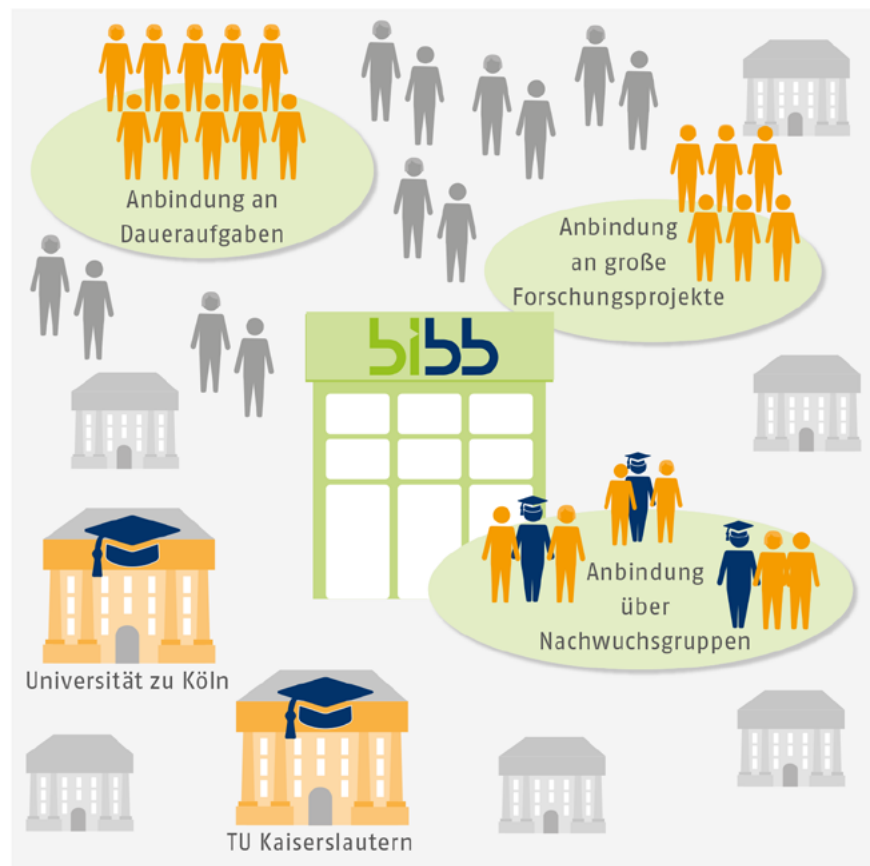 Anbindung an
Daueraufgaben
Anbindung
an große
Forschungsprojekte
bibb
Anbindung
über
Nachwuchsgruppen
Universität zu Köln
TU Kaiserslautern